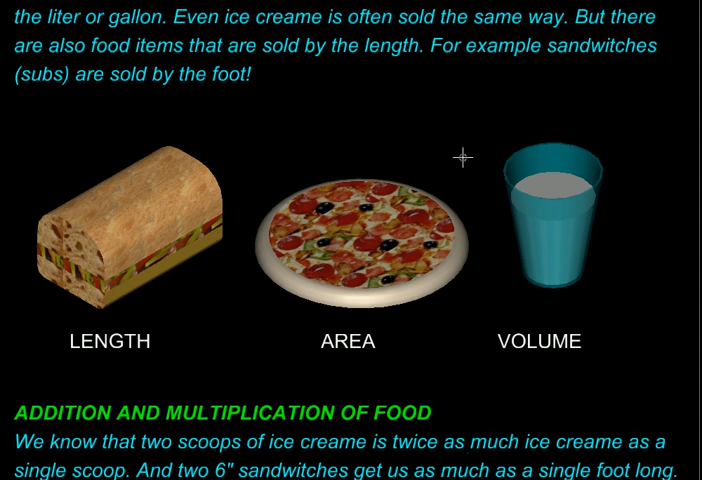 the liter or gallon. Even ice creame is often sold the same way. But there
are also food items that are sold by the length. For example sandwitches
(subs) are sold by the foot!
LENGTH
AREA
VOLUME
ADDITION AND MULTIPLICATION OF FOOD
We know that two scoops of ice creame is twice as much ice creame as a
single scoop. And two 6" sandwitches get us as much as a single foot long.